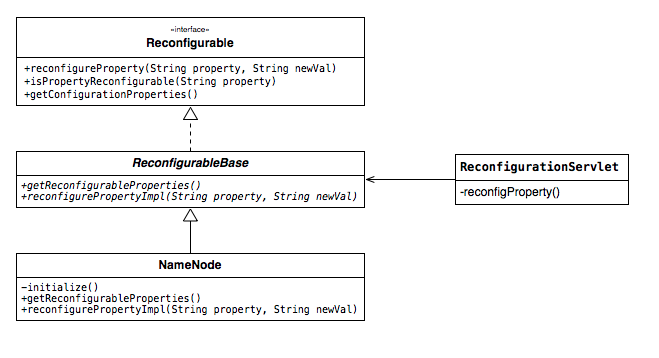 «interface»
Reconfigurable
+reconfigureProperty(String property, String newVal)
+isPropertyReconfigurable(String property)
+getConfigurationProperties()
ReconfigurableBase
+getReconfigurableProperties()
+reconfigurePropertyImpl(String property, String newVal)
ReconfigurationServlet
-reconfigProperty()
NameNode
-initialize()
+getReconfigurableProperties()
+reconfigurePropertyImpl(String property, String newVal)